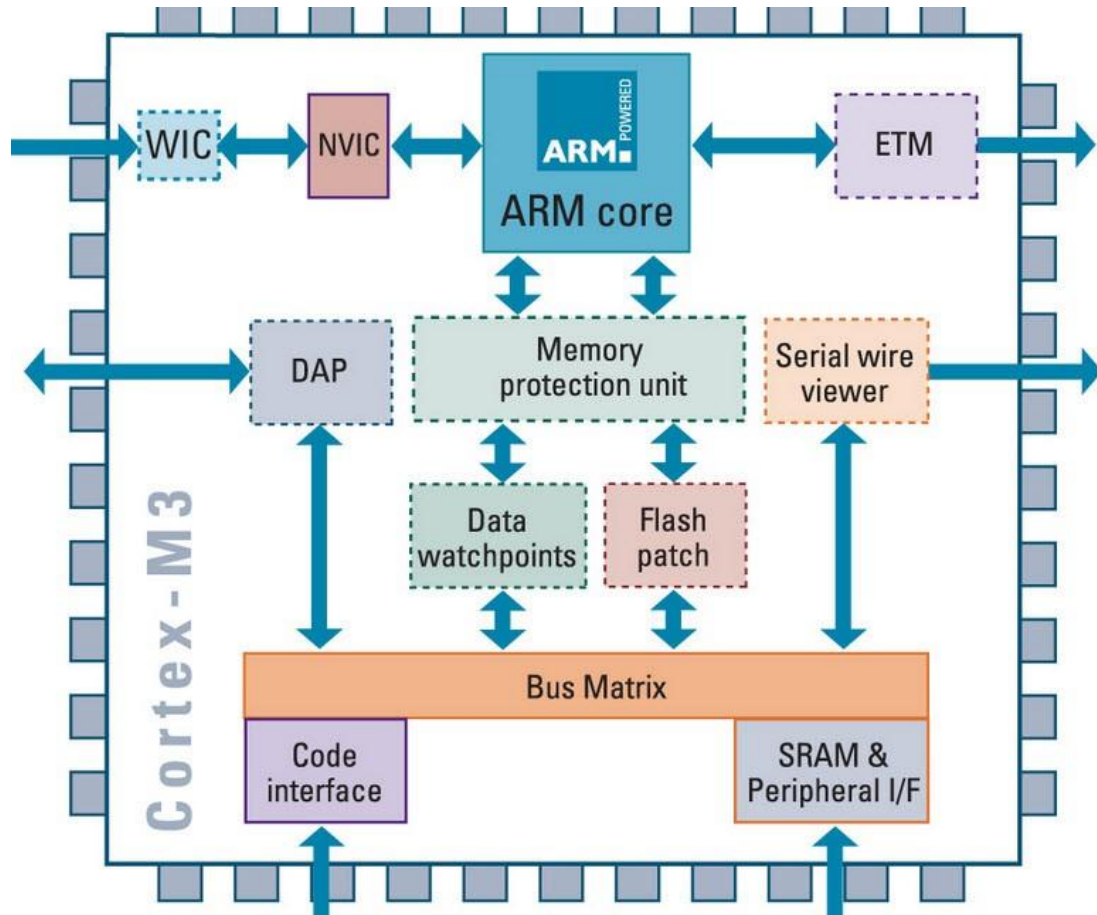 WIC
NVIC
ARM
POWERED
ARM core
ETM
DAP
Memory
protection unit
Serial wire
viewer
Data
watchpoints
Flash
patch
Cortex-M3
Bus Matrix
Code
interface
SRAM &
Peripheral I/F